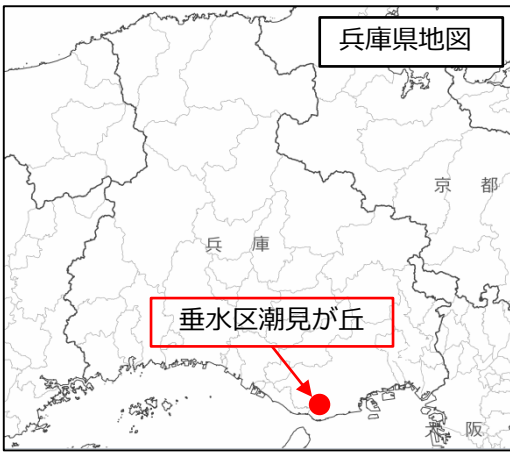 兵庫県地図
京都
兵庫
垂水区潮見が丘
大阪